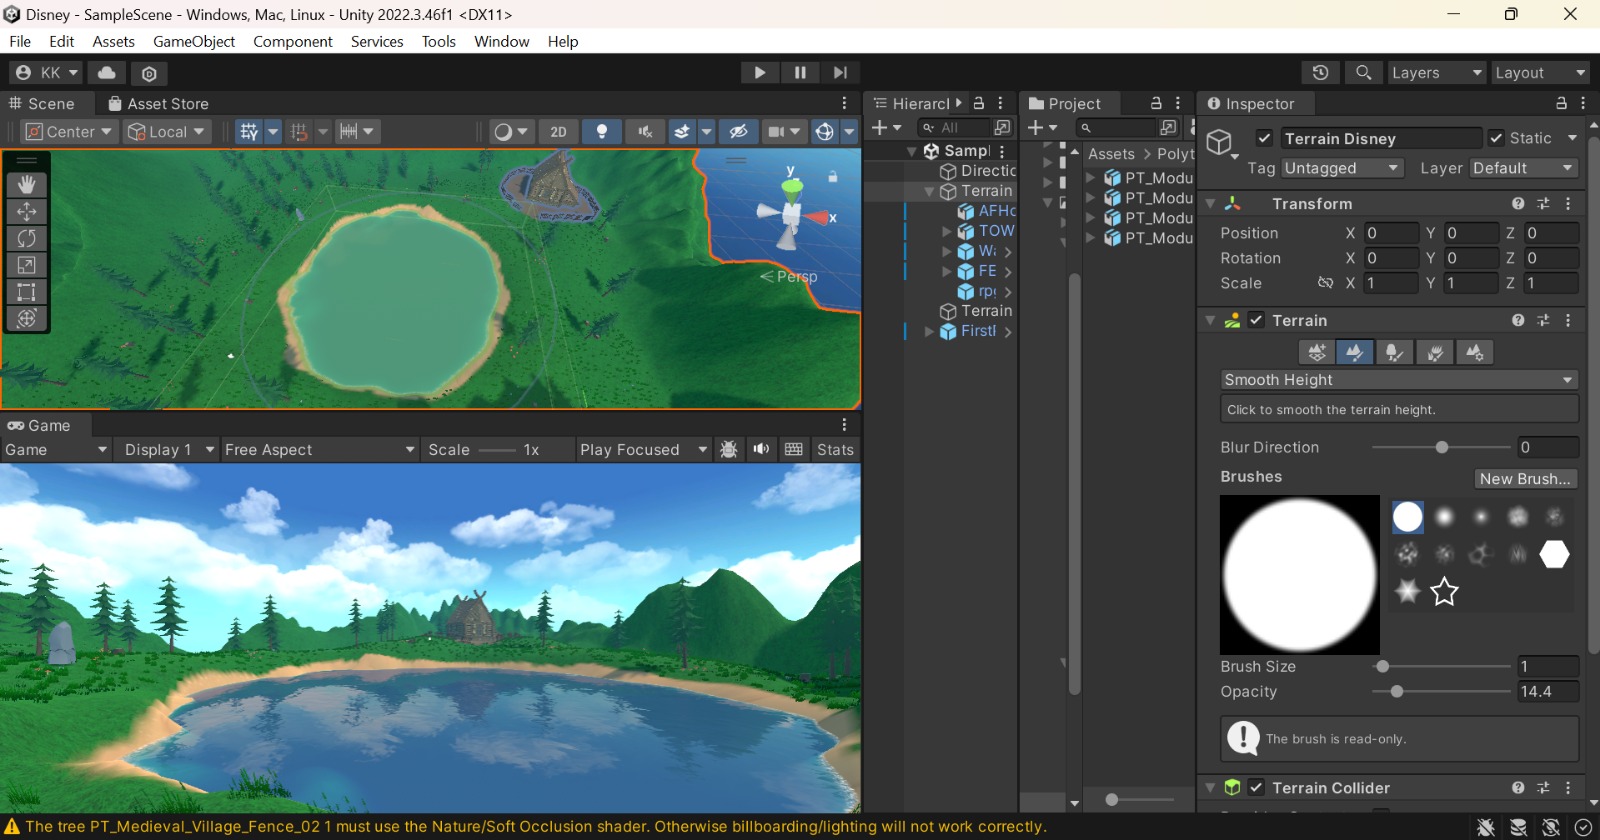 Disney - SampleScene - Windows, Mac, Linux - Unity 2022.3.46f1 <DX11>
File Edit Assets GameObject Component Services Tools Window Help
KK Layers Layout
Scene Asset Store
Center Local 2D
y
x
Persp
Game
Game Display 1 Free Aspect Scale 1x Play Focused Stats
Hierarcl
All
Sampl
Directic
Terrain
AFHc
TOW
FE
rp
Terrain
FirstF
Project
Assets > Polyt
PT_Modu
PT_Modu
PT_Modu
PT_Modu
Inspector
Terrain Disney Static
Tag Untagged Layer Default
Transform
Position X 0 Y 0 Z 0
Rotation X 0 Y 0 Z 0
Scale X 1 Y 1 Z 1
Terrain
Smooth Height
Click to smooth the terrain height.
Blur Direction 0
Brushes New Brush...
Brush Size 1
Opacity 14.4
The brush is read-only.
Terrain Collider
The tree PT_Medieval_Village_Fence_02 1 must use the Nature/Soft Occlusion shader. Otherwise billboarding/lighting will not work correctly.